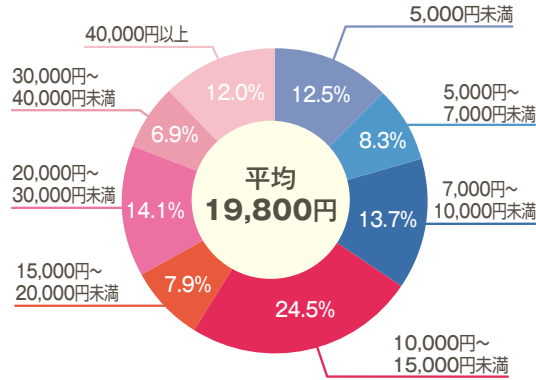 5,000円未満
12.5%
5,000円〜
7,000円未満
8.3%
7,000円〜
10,000円未満
13.7%
10,000円〜
15,000円未満
24.5%
15,000円〜
20,000円未満
7.9%
20,000円〜
30,000円未満
14.1%
30,000円〜
40,000円未満
6.9%
40,000円以上
12.0%
平均
19,800円